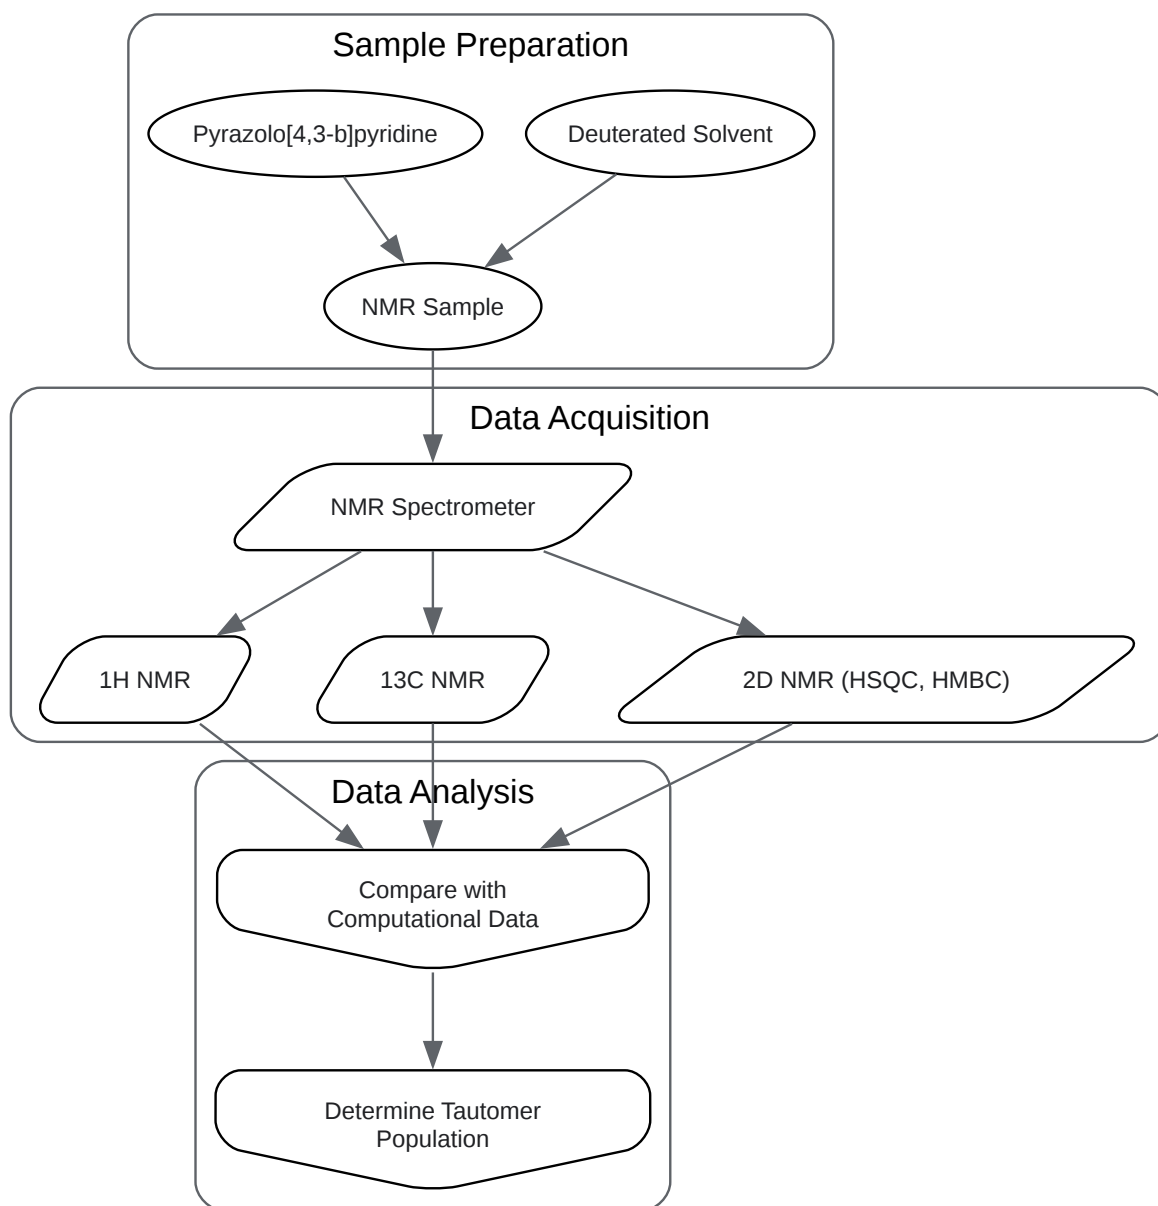 Sample Preparation
Pyrazolo[4,3-b]pyridine
Deuterated Solvent
NMR Sample
Data Acquisition
NMR Spectrometer
1H NMR
13C NMR
2D NMR (HSQC, HMBC)
Data Analysis
Compare with
Computational Data
Determine Tautomer
Population